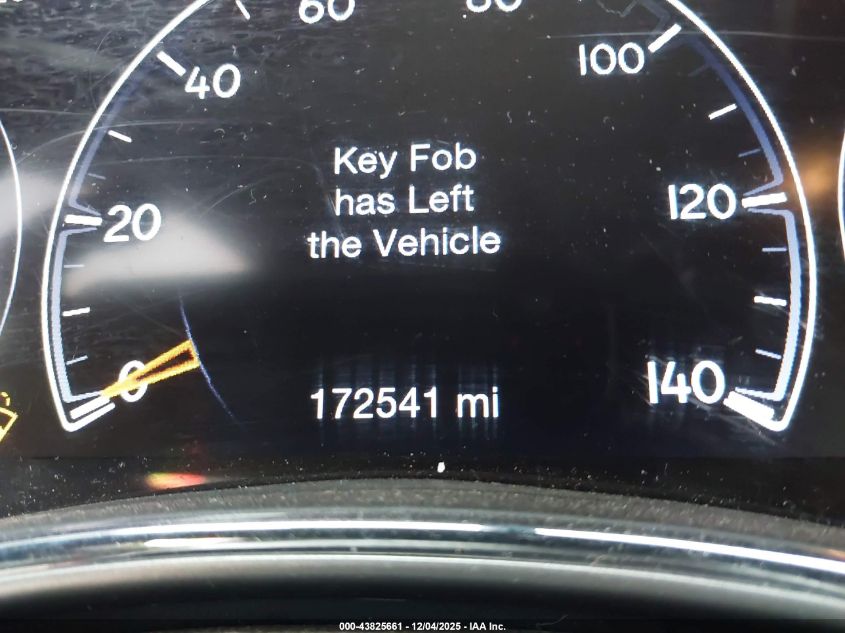 60 80
40 100
Key Fob
has Left
20 120
the Vehicle
0 140
172541 mi
000-43825661 - 12/04/2025 - IAA Inc.